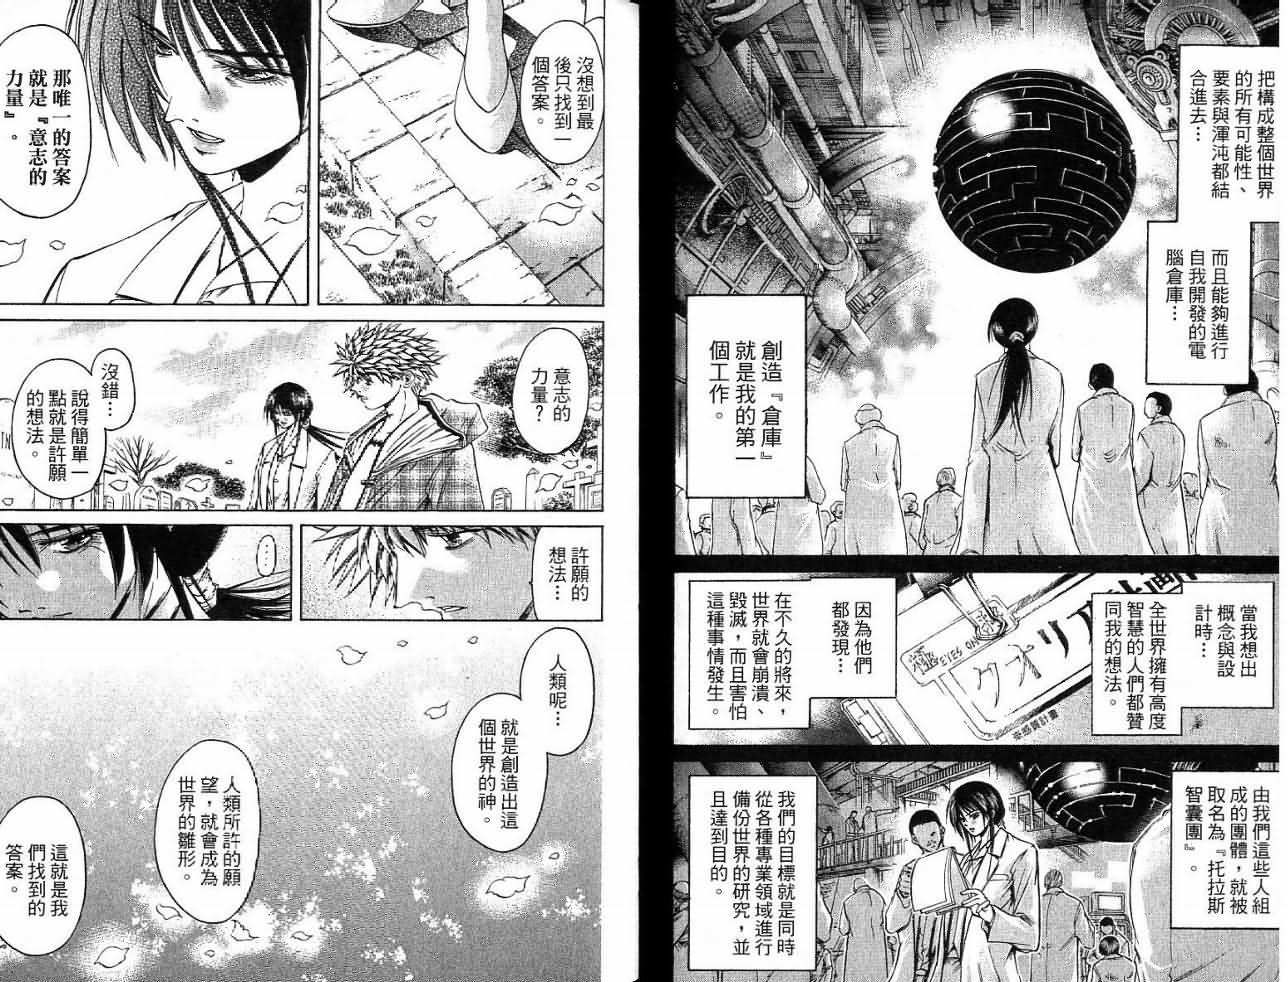 把構成整個世界
的所有可能性、
要素與渾沌都結
合進去…
而且能夠進行
自我開發的電
腦倉庫…
創造『倉庫』
就是我的第一
個工作。
當我想出
概念與設
計時…
全世界擁有高度
智慧的人們都贊
同我的想法。
クオリア計画
EYES ON
因為他們
都發現…
在不久的將來，
世界就會崩潰、
毀滅，而且害怕
這種事情發生。
由我們這些人組
成的團體，就被
取名為『托拉斯
智囊團』。
我們的目標就是同時
從各種專業領域進行
備份世界的研究，並
且達到目的。
沒想到最
後只找到一
個答案。
那唯一的答案
就是『意志的
力量』。
意志的
力量？
沒錯…
說得簡單一
點就是許願
的想法。
許願的
想法…
…
人類呢…
就是創造出這
個世界的神。
人類所許的願
望，就會成為
世界的雛形。
這就是我
們找到的
答案。